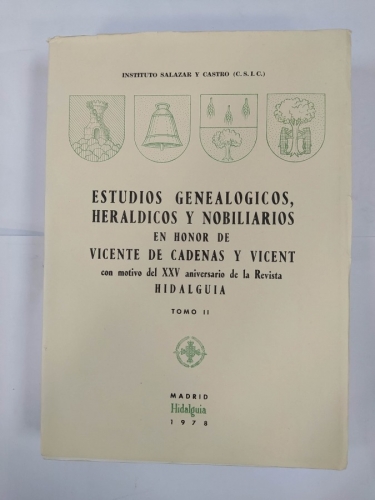 INSTITUTO SALAZAR Y CASTRO (C. S. I. C.)
ESTUDIOS GENEALOGICOS,
HERALDICOS Y NOBILIARIOS
EN HONOR DE
VICENTE DE CADENAS Y VICENT
con motivo del XXV aniversario de la Revista
HIDALGUIA
TOMO II
MADRID
Hidalguia
1978